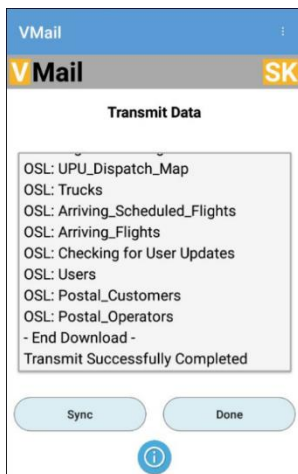 VMail
VMail
SK
Transmit Data
OSL: UPU_Dispatch_Map
OSL: Trucks
OSL: Arriving_Scheduled_Flights
OSL: Arriving_Flights
OSL: Checking for User Updates
OSL: Users
OSL: Postal_Customers
OSL: Postal_Operators
- End Download -
Transmit Successfully Completed
Sync
Done